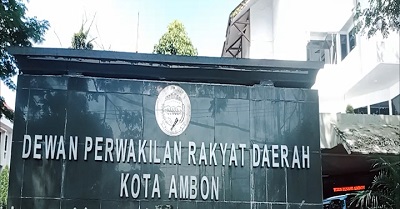 DEWAN PERWAKILAN RAKYAT DAERAH
KOTA AMBON